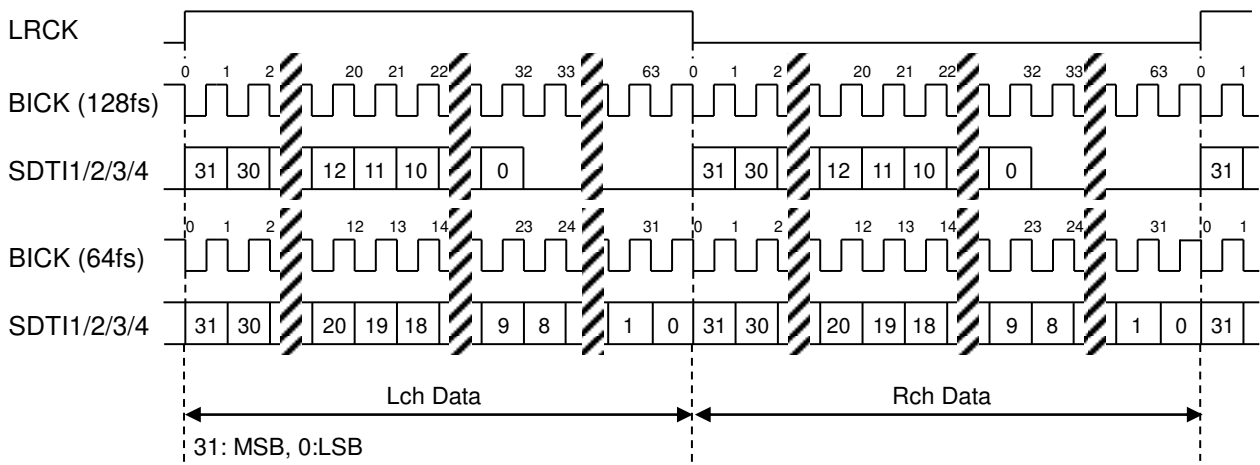 LRCK
0 1 2 20 21 22 32 33 63 0 1 2 20 21 22 32 33 63 0 1
BICK (128fs)
SDTI1/2/3/4 31 30 12 11 10 0 31 30 12 11 10 0 31
0 1 2 12 13 14 23 24 31 0 1 2 12 13 14 23 24 31 0 1
BICK (64fs)
SDTI1/2/3/4 31 30 20 19 18 9 8 1 0 31 30 20 19 18 9 8 1 0 31
Lch Data Rch Data
31: MSB, 0:LSB